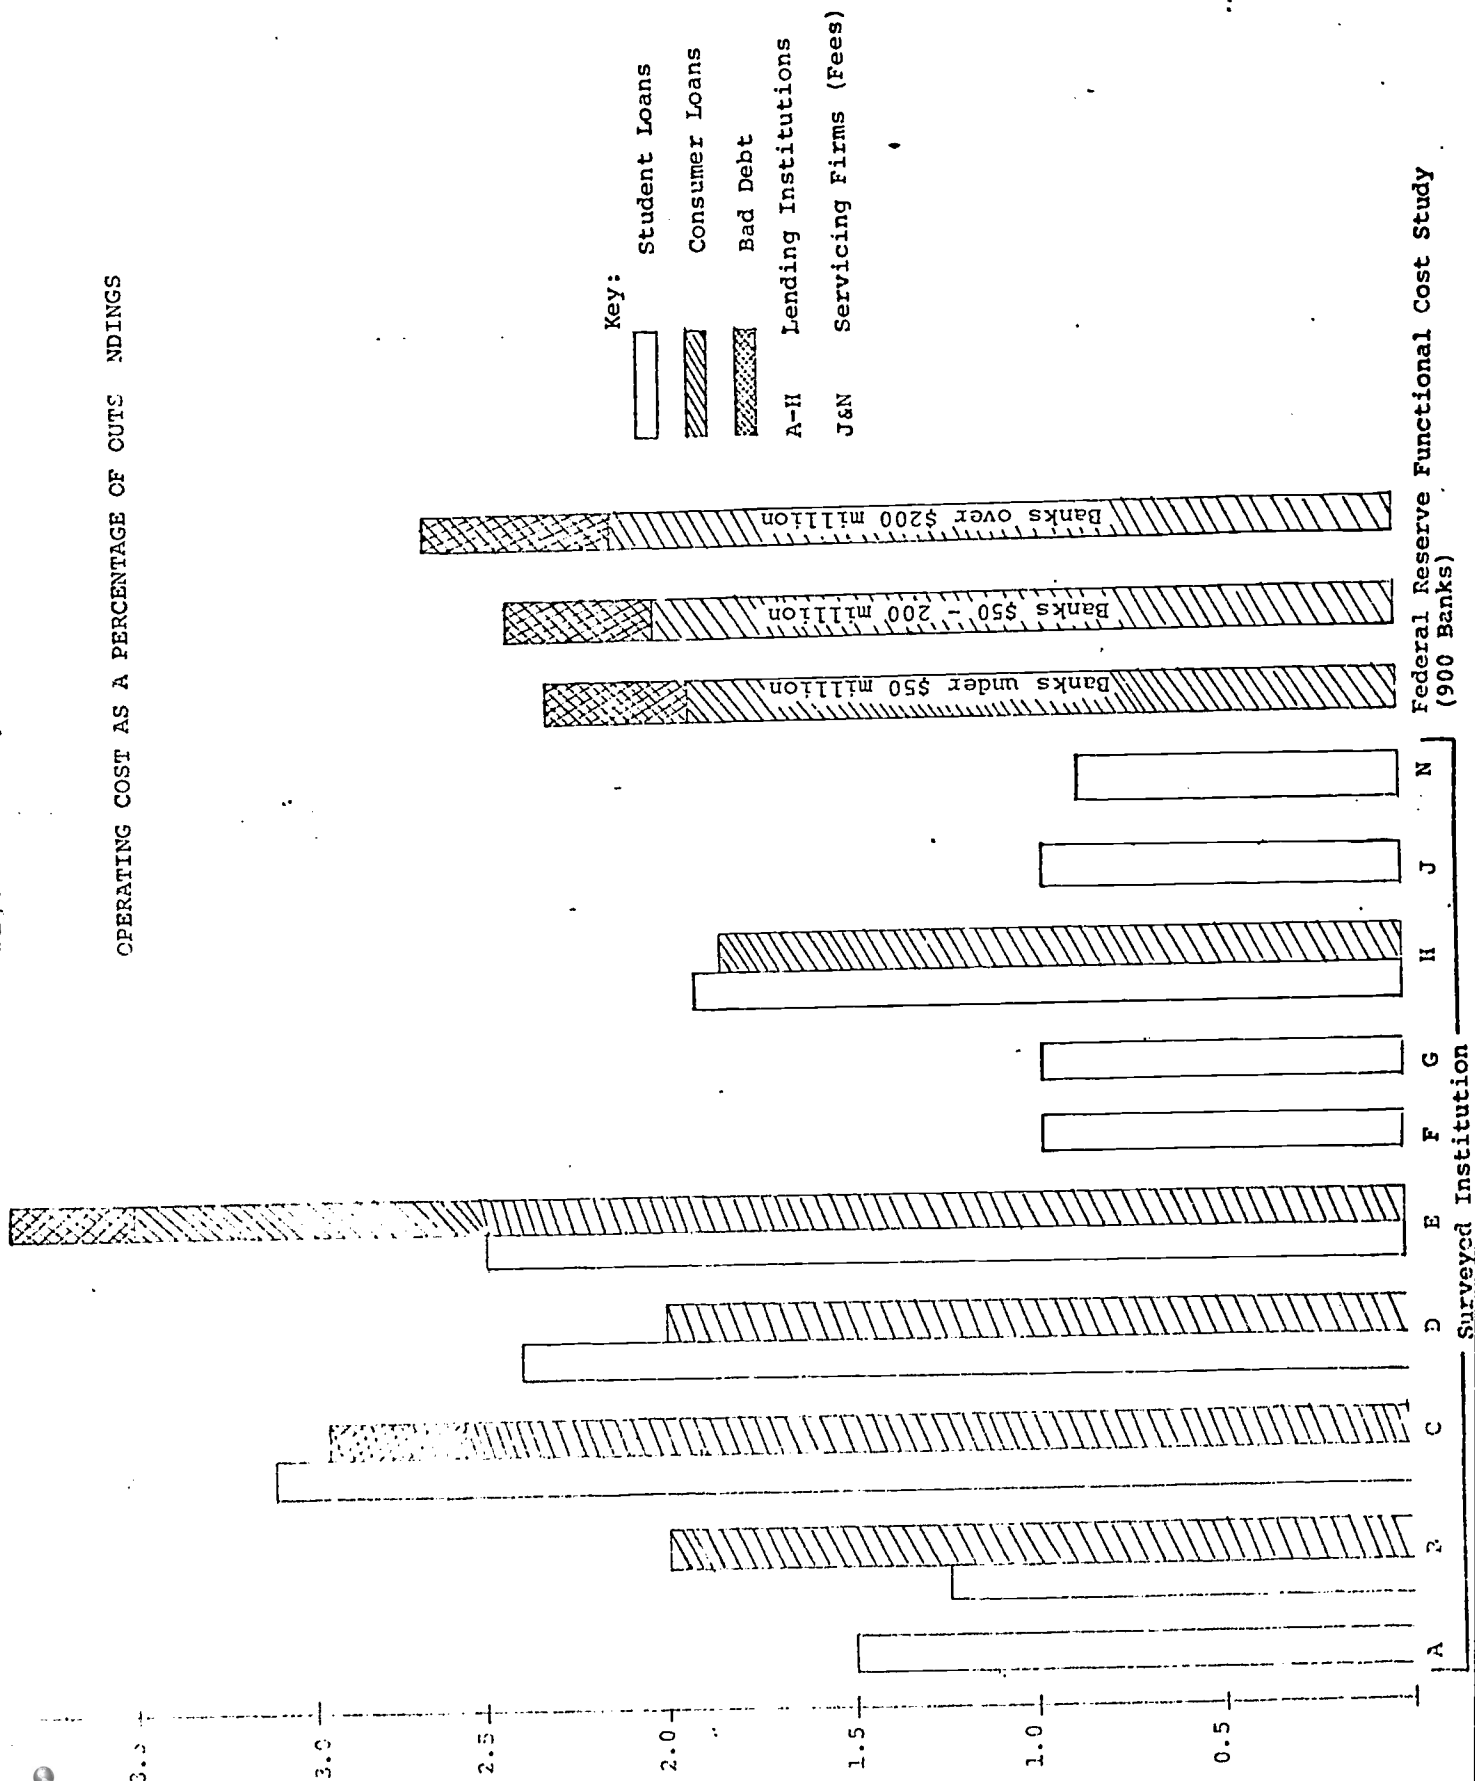 OPERATING COST AS A PERCENTAGE OF OUTS NDINGS
Key:
Student Loans
Consumer Loans
Bad Debt
A-H Lending Institutions
J&N Servicing Firms (Fees)
3.0
2.5
2.0
1.5
1.0
0.5
Banks under $50 million
Banks $50 - 200 million
Banks over $200 million
A B C D E F G H J N
Surveyed Institution
Federal Reserve Functional Cost Study
(900 Banks)